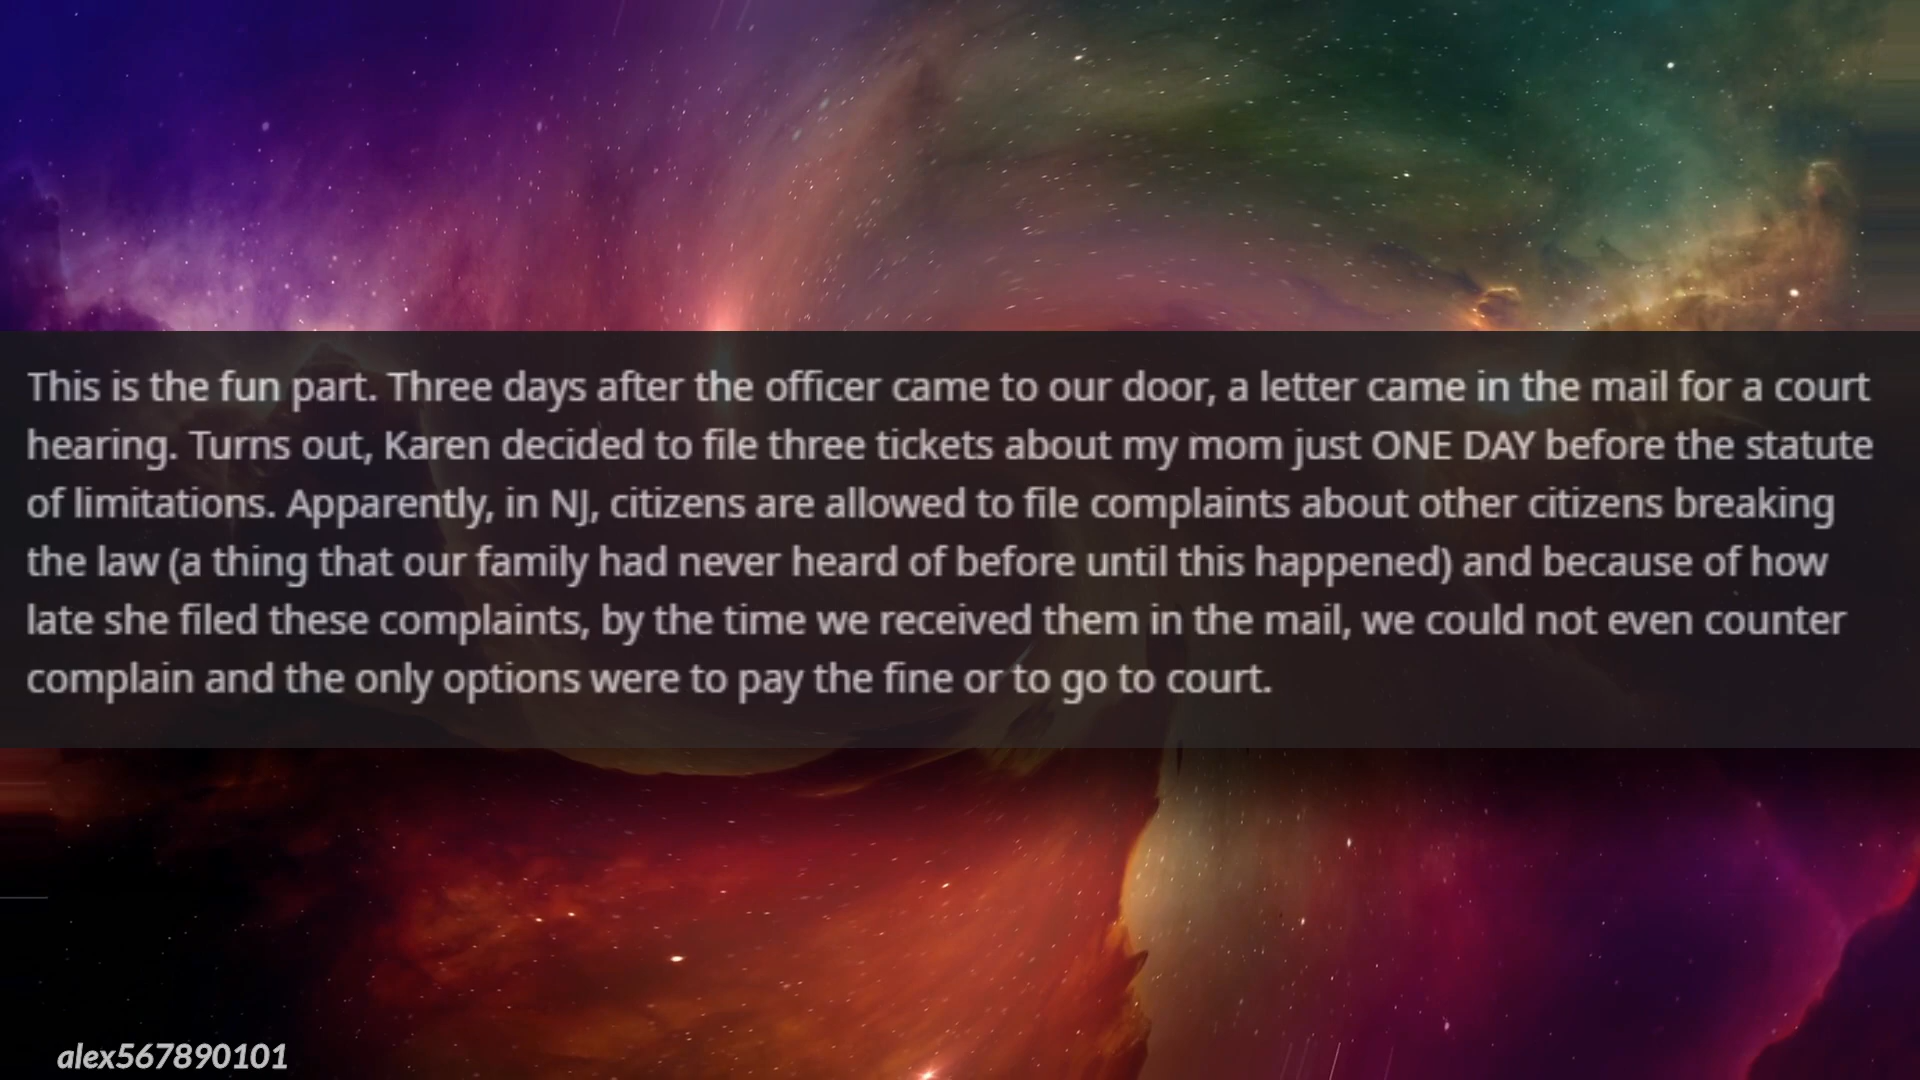 This is the fun part. Three days after the officer came to our door, a letter came in the mail for a court
hearing. Turns out, Karen decided to file three tickets about my mom just ONE DAY before the statute
of limitations. Apparently, in NJ, citizens are allowed to file complaints about other citizens breaking
the law (a thing that our family had never heard of before until this happened) and because of how
late she filed these complaints, by the time we received them in the mail, we could not even counter
complain and the only options were to pay the fine or to go to court.
alex567890101